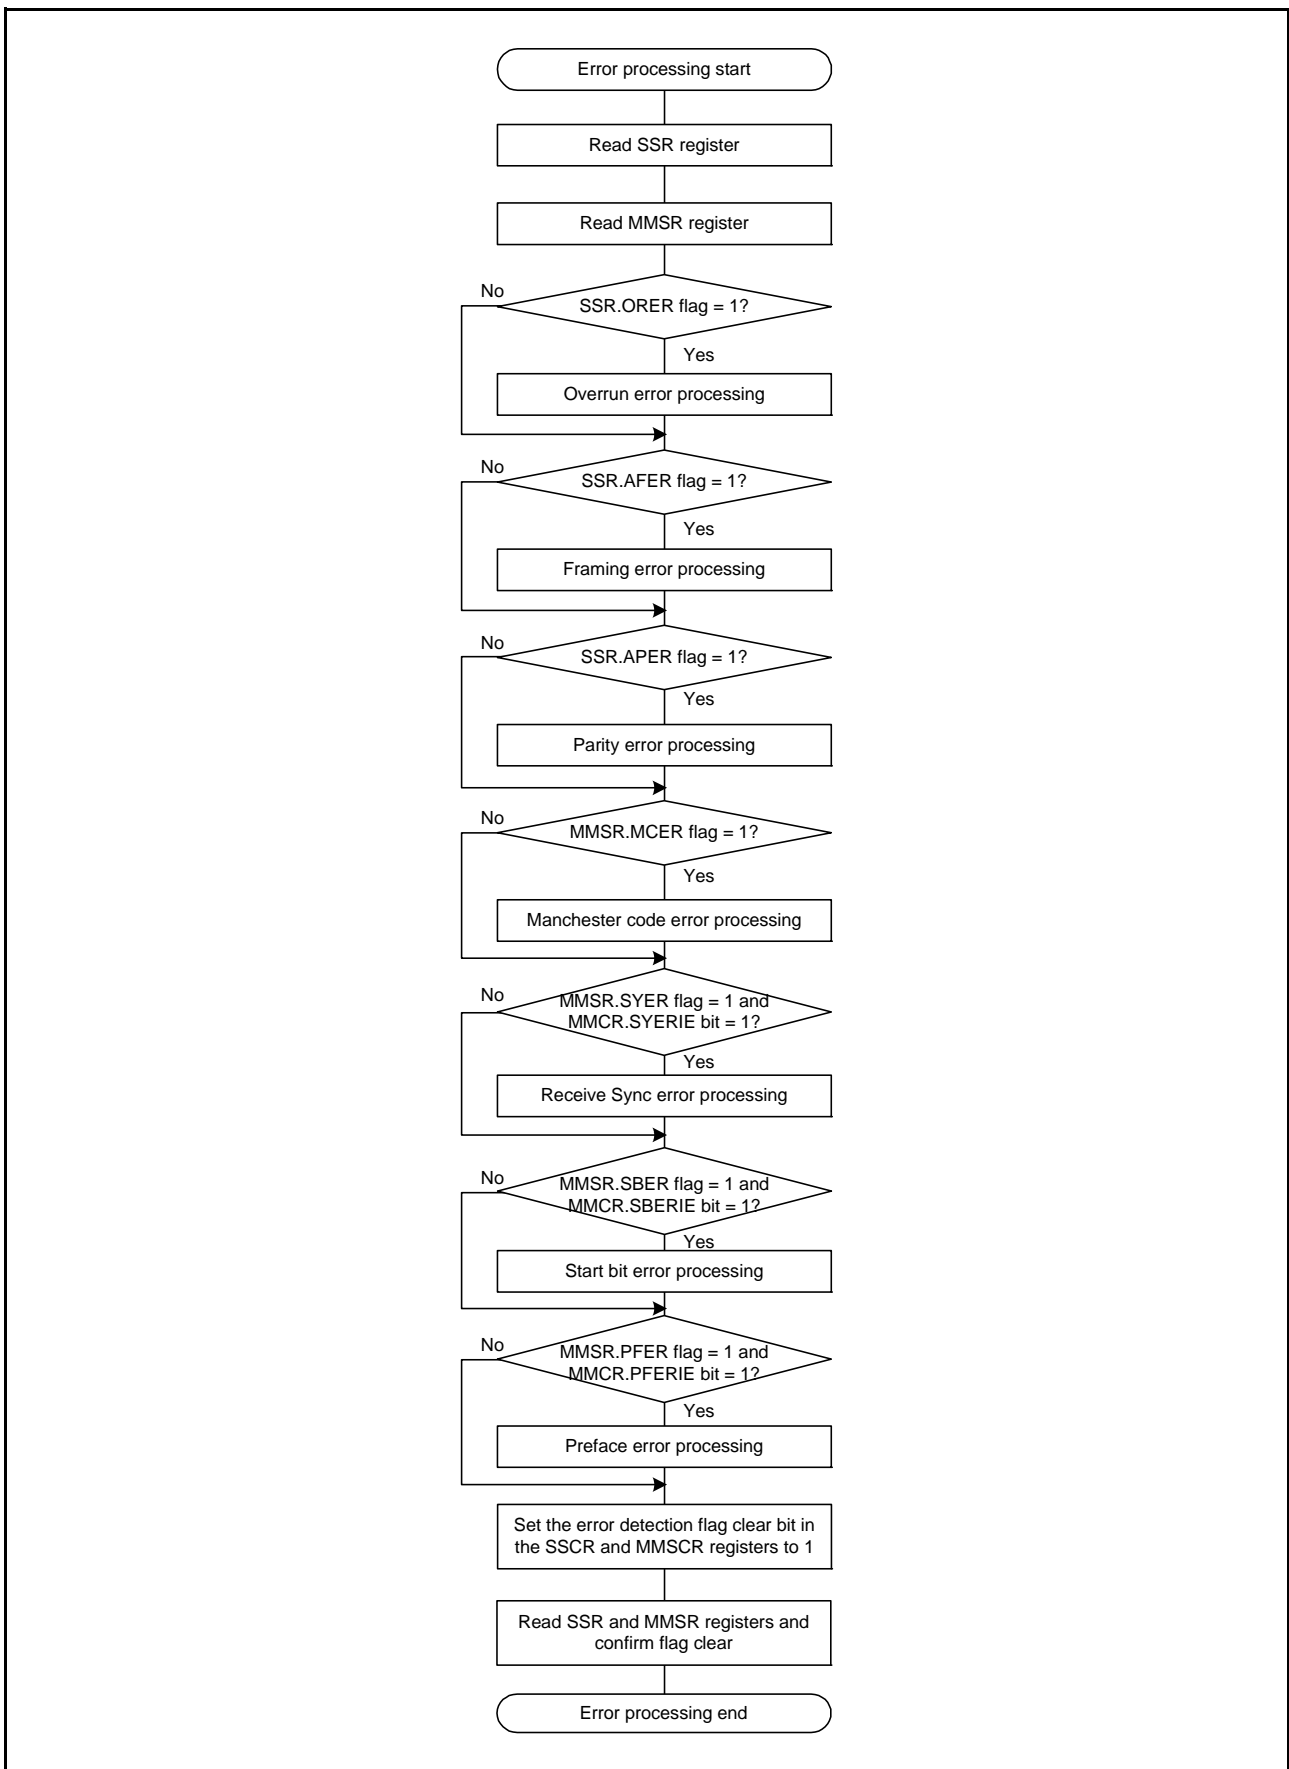 Error processing start
Read SSR register
Read MMSR register
No
SSR.ORER flag = 1?
Yes
Overrun error processing
No
SSR.AFER flag = 1?
Yes
Framing error processing
No
SSR.APER flag = 1?
Yes
Parity error processing
No
MMSR.MCER flag = 1?
Yes
Manchester code error processing
No
MMSR.SYER flag = 1 and
MMCR.SYERIE bit = 1?
Yes
Receive Sync error processing
No
MMSR.SBER flag = 1 and
MMCR.SBERIE bit = 1?
Yes
Start bit error processing
No
MMSR.PFER flag = 1 and
MMCR.PFERIE bit = 1?
Yes
Preface error processing
Set the error detection flag clear bit in
the SSCR and MMSCR registers to 1
Read SSR and MMSR registers and
confirm flag clear
Error processing end